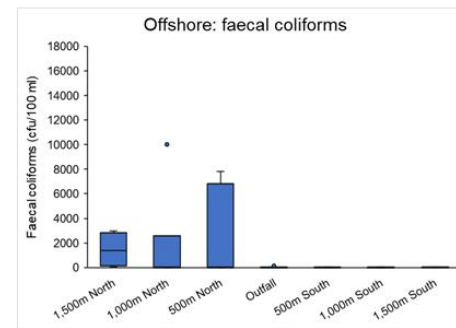 Offshore: faecal coliforms
Faecal coliforms (cfu/100 ml)
18000
16000
14000
12000
10000
8000
6000
4000
2000
0
1,500m North
1,000m North
500m North
Outfall
500m South
1,000m South
1,500m South